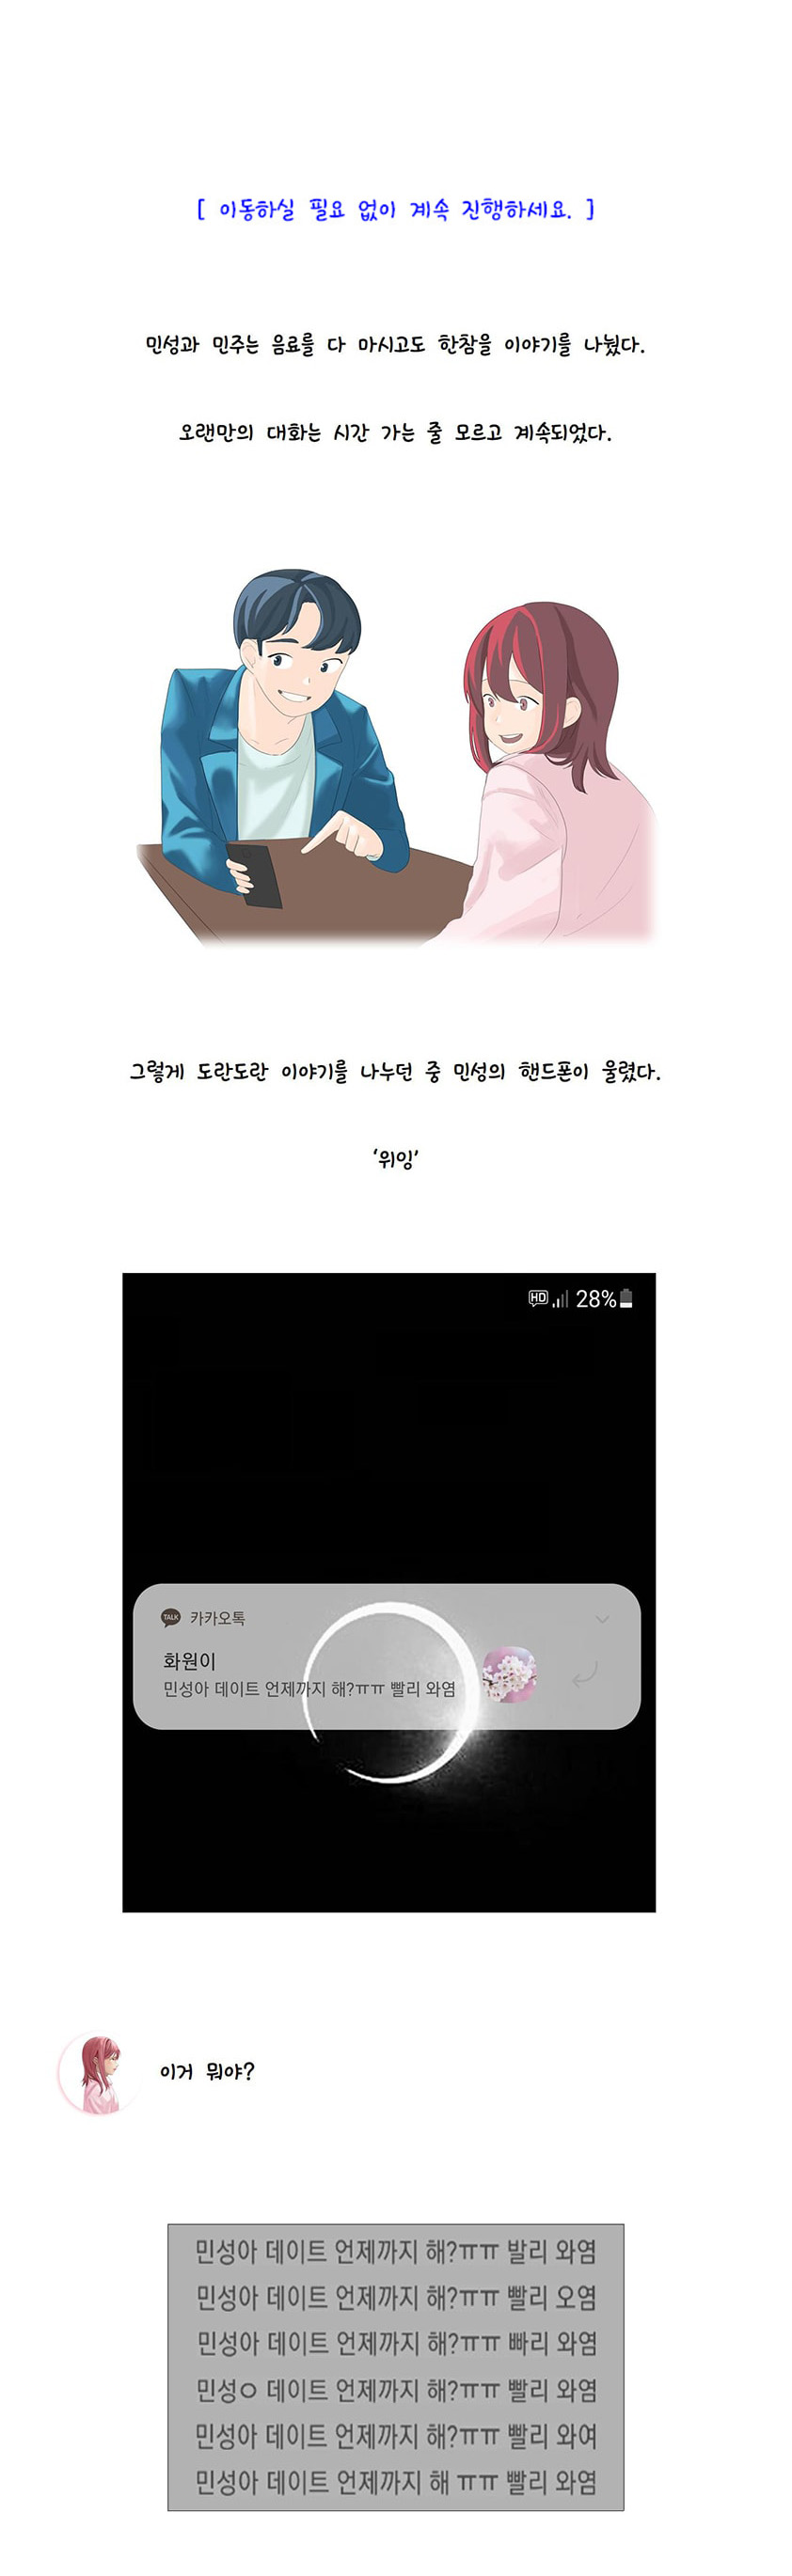 [ 이동하실 필요 없이 계속 진행하세요. ]
민성과 민주는 음료를 다 마시고도 한참을 이야기를 나눴다.
오랜만의 대화는 시간 가는 줄 모르고 계속되었다.
그렇게 도란도란 이야기를 나누던 중 민성의 핸드폰이 울렸다.
‘위잉’
HD 28%
TALK 카카오톡
화원이
민성아 데이트 언제까지 해?ㅠㅠ 빨리 와염
이거 뭐야?
민성아 데이트 언제까지 해?ㅠㅠ 발리 와염
민성아 데이트 언제까지 해?ㅠㅠ 빨리 오염
민성아 데이트 언제까지 해?ㅠㅠ 빠리 와염
민성ㅇ 데이트 언제까지 해?ㅠㅠ 빨리 와염
민성아 데이트 언제까지 해?ㅠㅠ 빨리 와여
민성아 데이트 언제까지 해 ㅠㅠ 빨리 와염